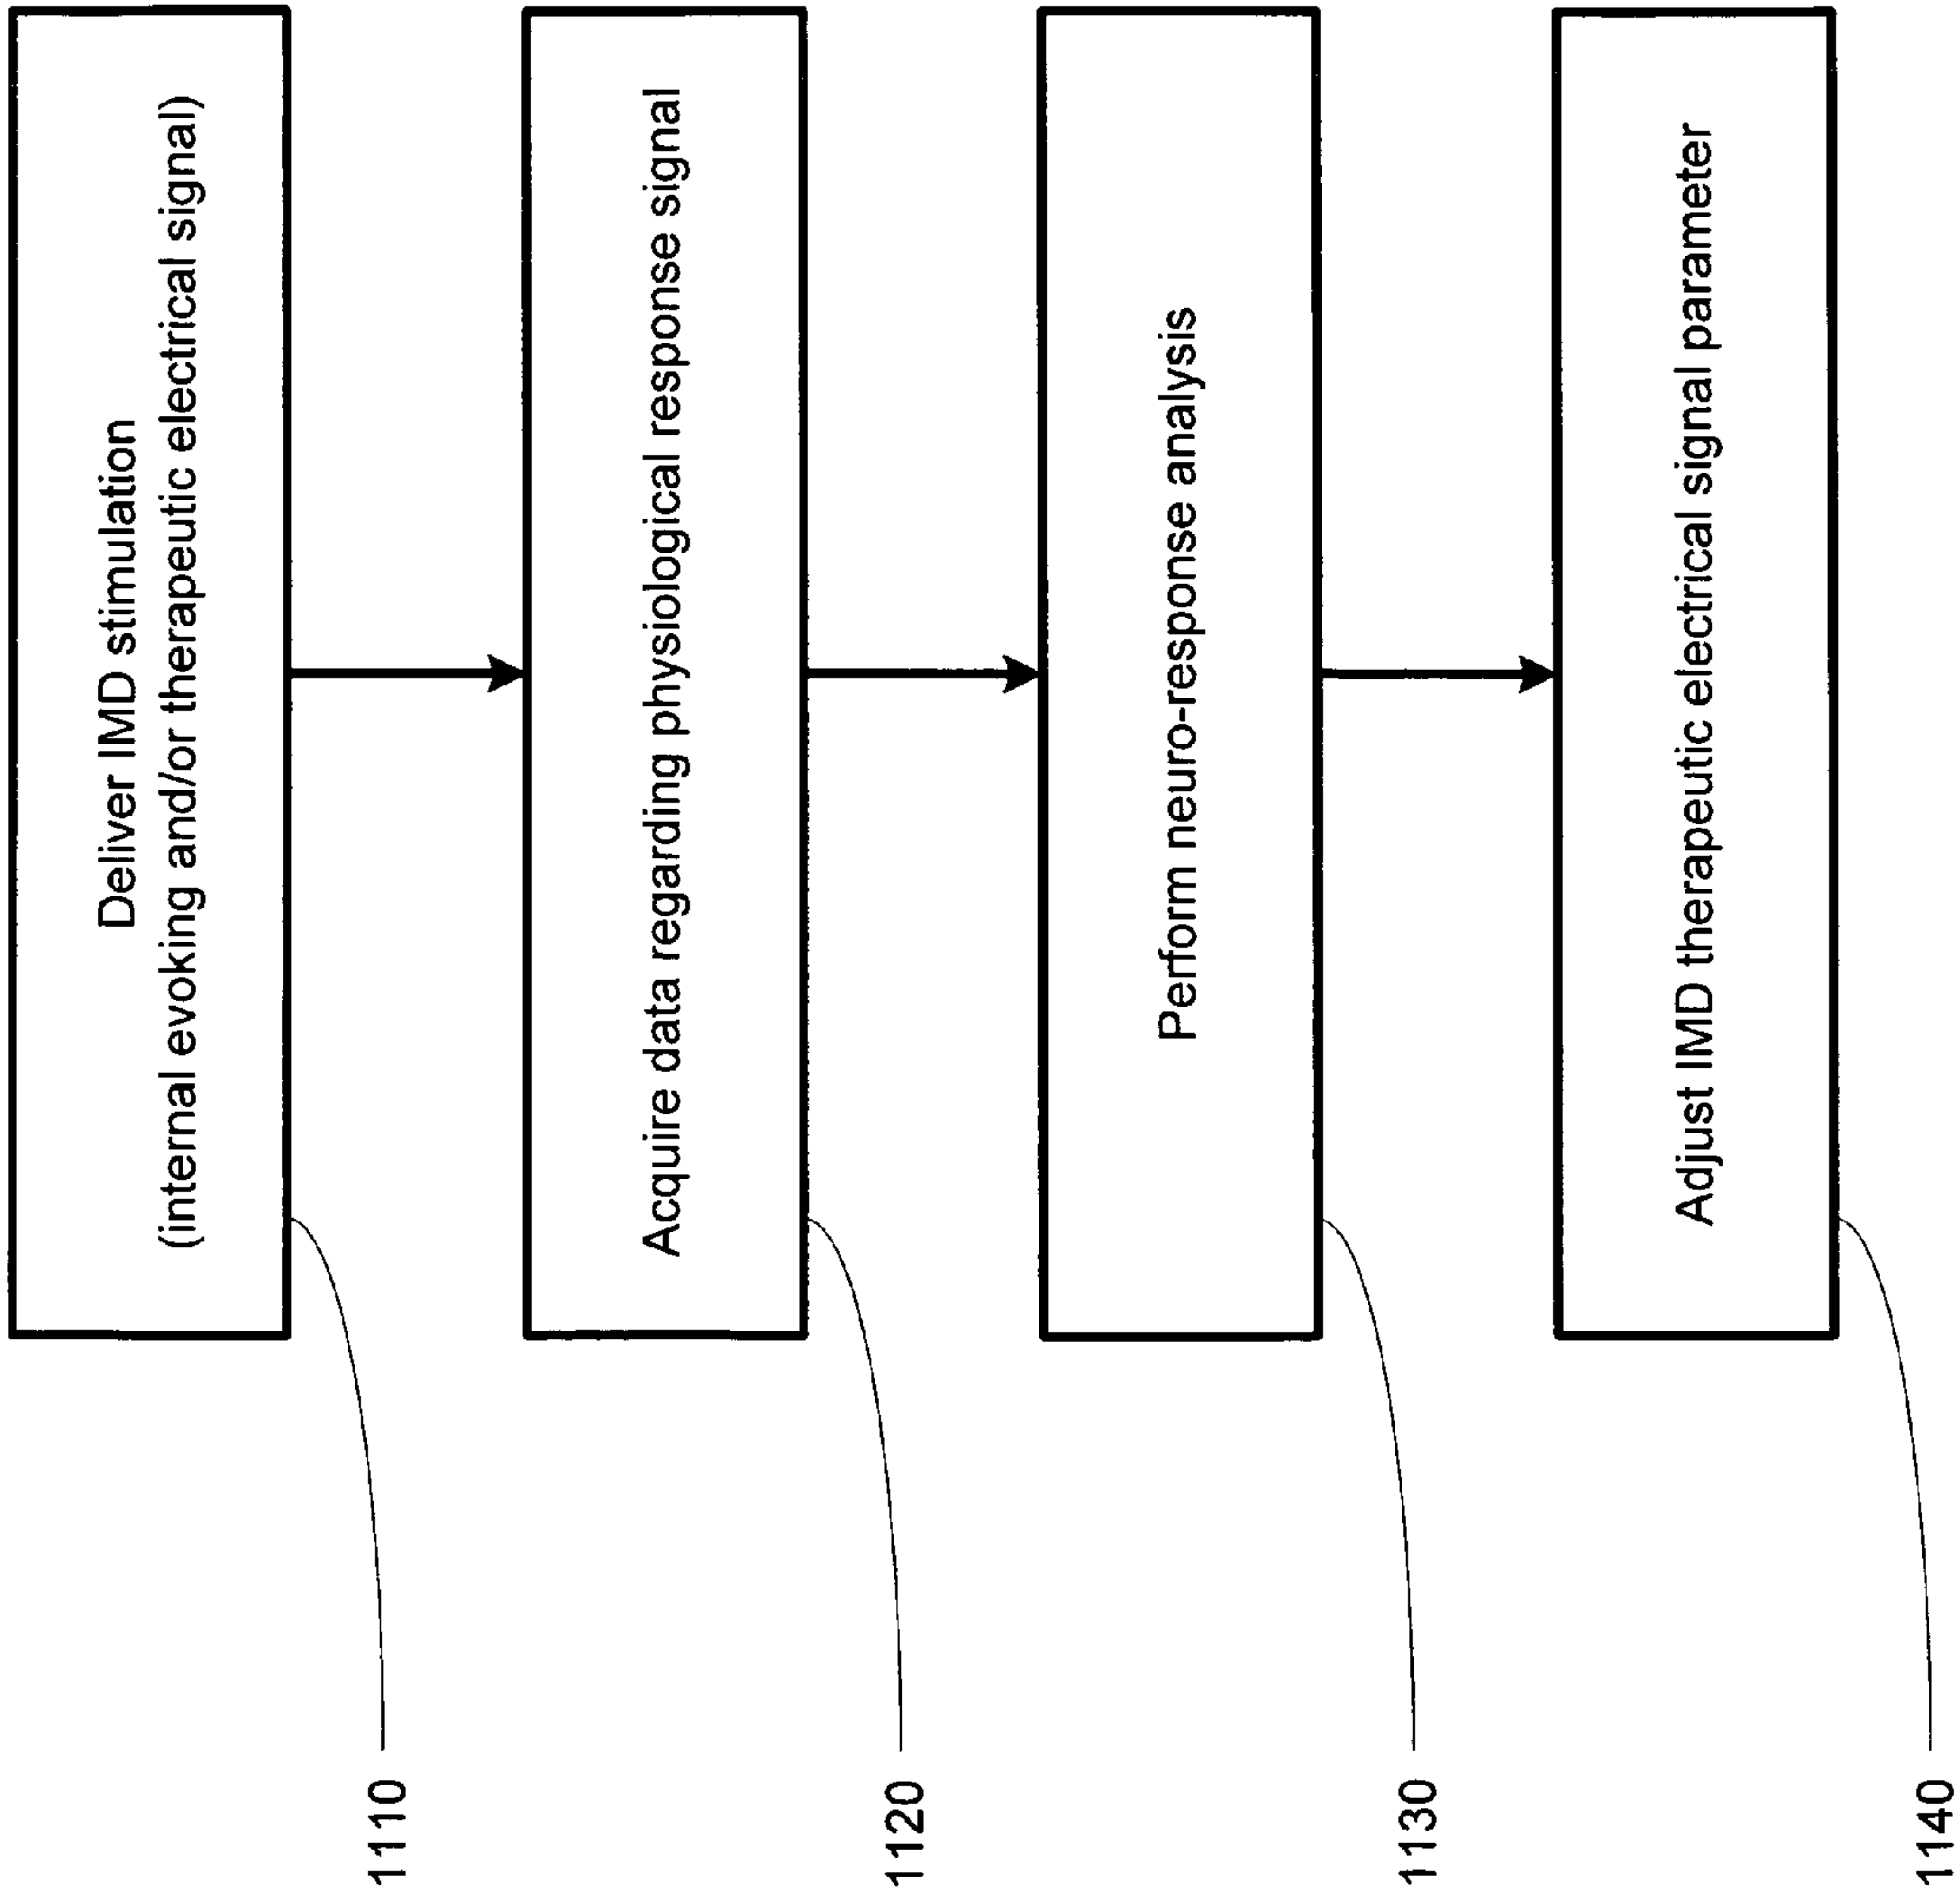 Deliver IMD stimulation
(internal evoking and/or therapeutic electrical signal)
1110
Acquire data regarding physiological response signal
1120
Perform neuro-response analysis
1130
Adjust IMD therapeutic electrical signal parameter
1140